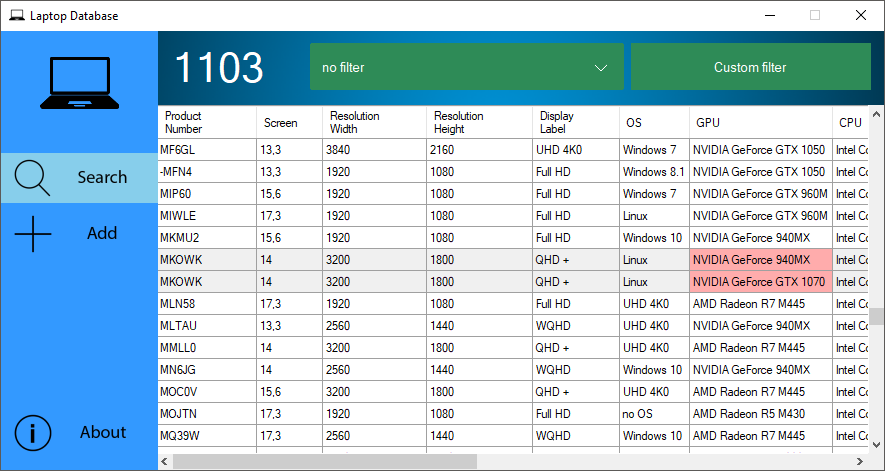 Laptop Database
1103
no filter
Custom filter
Search
Add
About
Product Number Screen Resolution Width Resolution Height Display Label OS GPU CPU
MF6GL 13,3 3840 2160 UHD 4K0 Windows 7 NVIDIA GeForce GTX 1050 Intel Co
-MFN4 13,3 1920 1080 Full HD Windows 8.1 NVIDIA GeForce GTX 1050 Intel Co
MIP60 15,6 1920 1080 Full HD Windows 7 NVIDIA GeForce GTX 960M Intel Co
MIWLE 17,3 1920 1080 Full HD Linux NVIDIA GeForce GTX 960M Intel Co
MKMU2 15,6 1920 1080 Full HD Windows 10 NVIDIA GeForce 940MX Intel Co
MKOWK 14 3200 1800 QHD + Linux NVIDIA GeForce 940MX Intel Co
MKOWK 14 3200 1800 QHD + Linux NVIDIA GeForce GTX 1070 Intel Co
MLN58 17,3 1920 1080 Full HD UHD 4K0 AMD Radeon R7 M445 Intel Co
MLTAU 13,3 2560 1440 WQHD UHD 4K0 NVIDIA GeForce 940MX Intel Co
MMLL0 14 3200 1800 QHD + UHD 4K0 AMD Radeon R7 M445 Intel Co
MN6JG 14 2560 1440 WQHD Windows 10 NVIDIA GeForce 940MX Intel Co
MOC0V 15,6 3200 1800 QHD + UHD 4K0 AMD Radeon R7 M445 Intel Co
MOJTN 17,3 1920 1080 Full HD no OS AMD Radeon R5 M430 Intel Co
MQ39W 17,3 2560 1440 WQHD Windows 10 AMD Radeon R7 M445 Intel Co